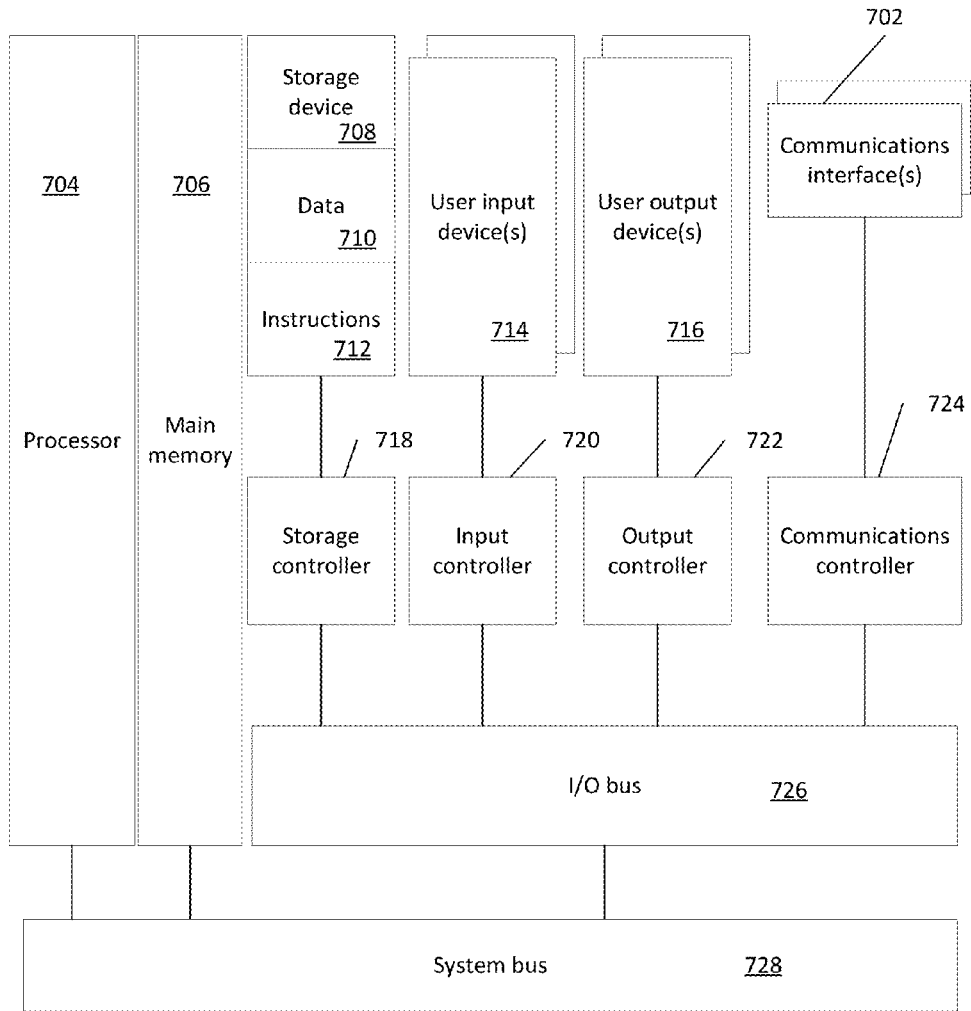 702
Storage
device
708
704
706
Communications
interface(s)
Data
710
User input
device(s)
User output
device(s)
Instructions
712
714
716
724
Processor
Main
memory
718
720
722
Storage
controller
Input
controller
Output
controller
Communications
controller
I/O bus
726
System bus
728